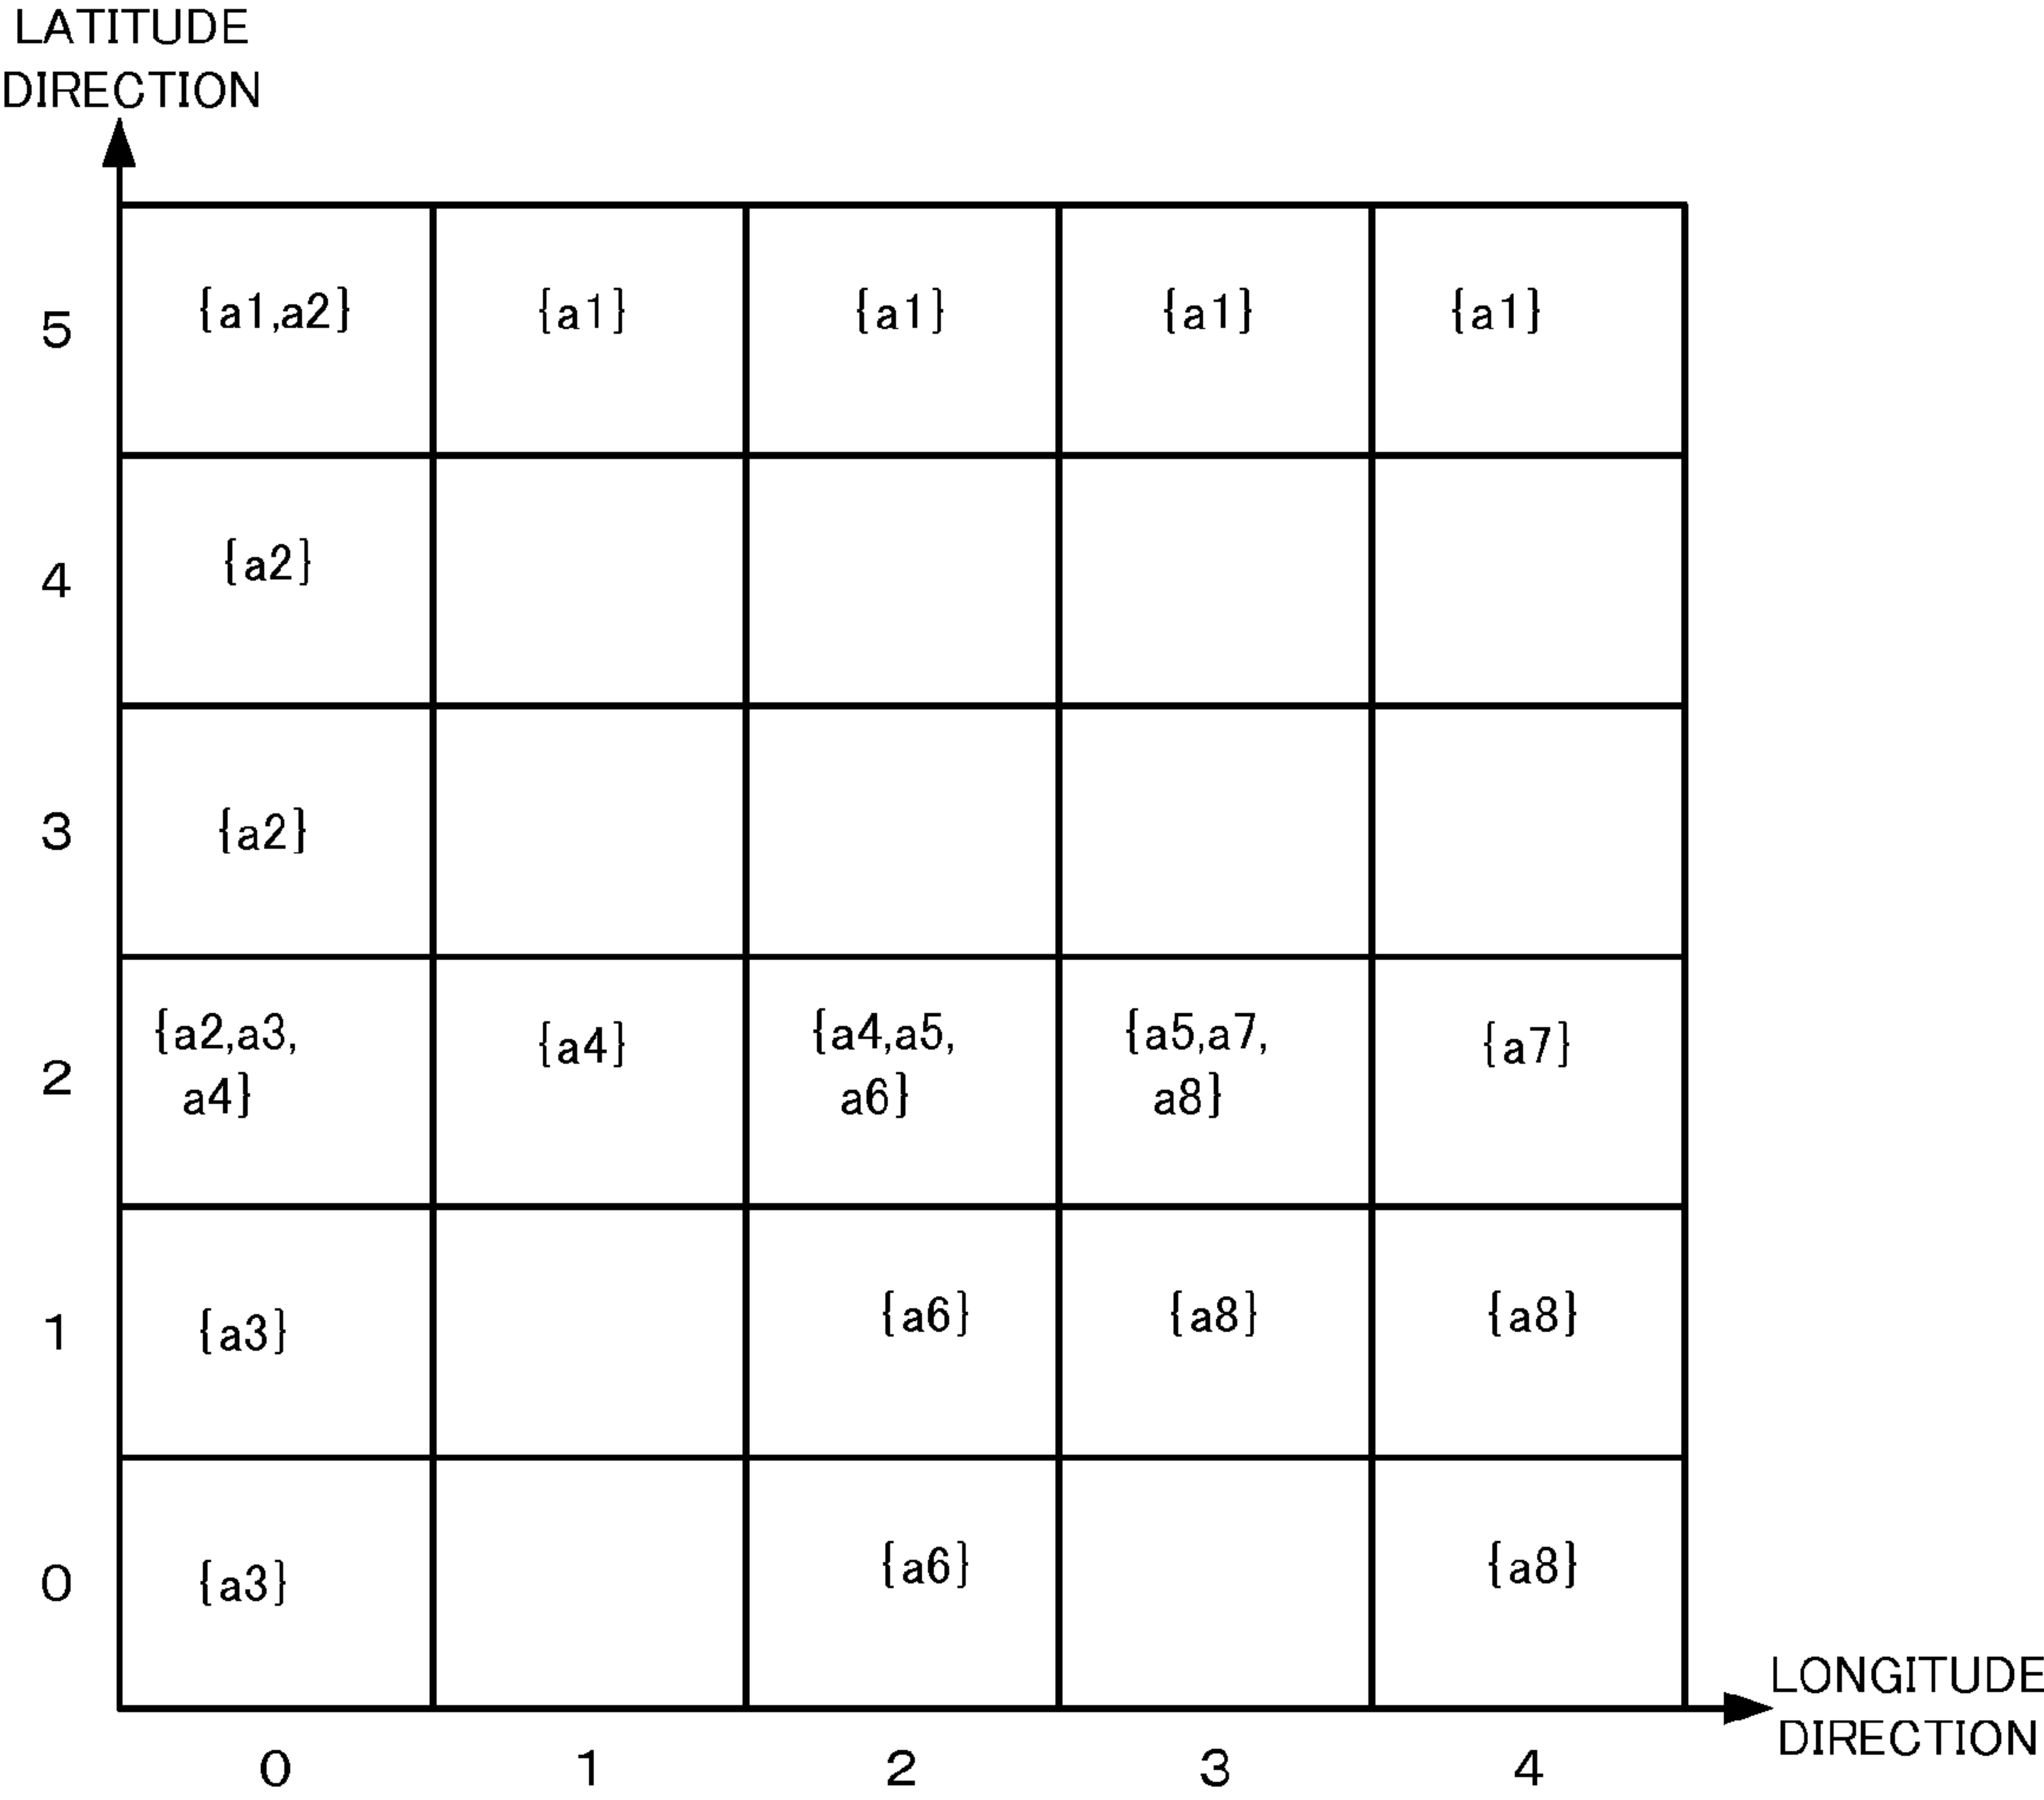 LATITUDE
DIRECTION
5 {a1,a2} {a1} {a1} {a1} {a1}
4 {a2}
3 {a2}
2 {a2,a3, {a4} {a4,a5, {a5,a7, {a7}
a4} a6} a8}
1 {a3} {a6} {a8} {a8}
0 {a3} {a6} {a8}
LONGITUDE
DIRECTION
0 1 2 3 4